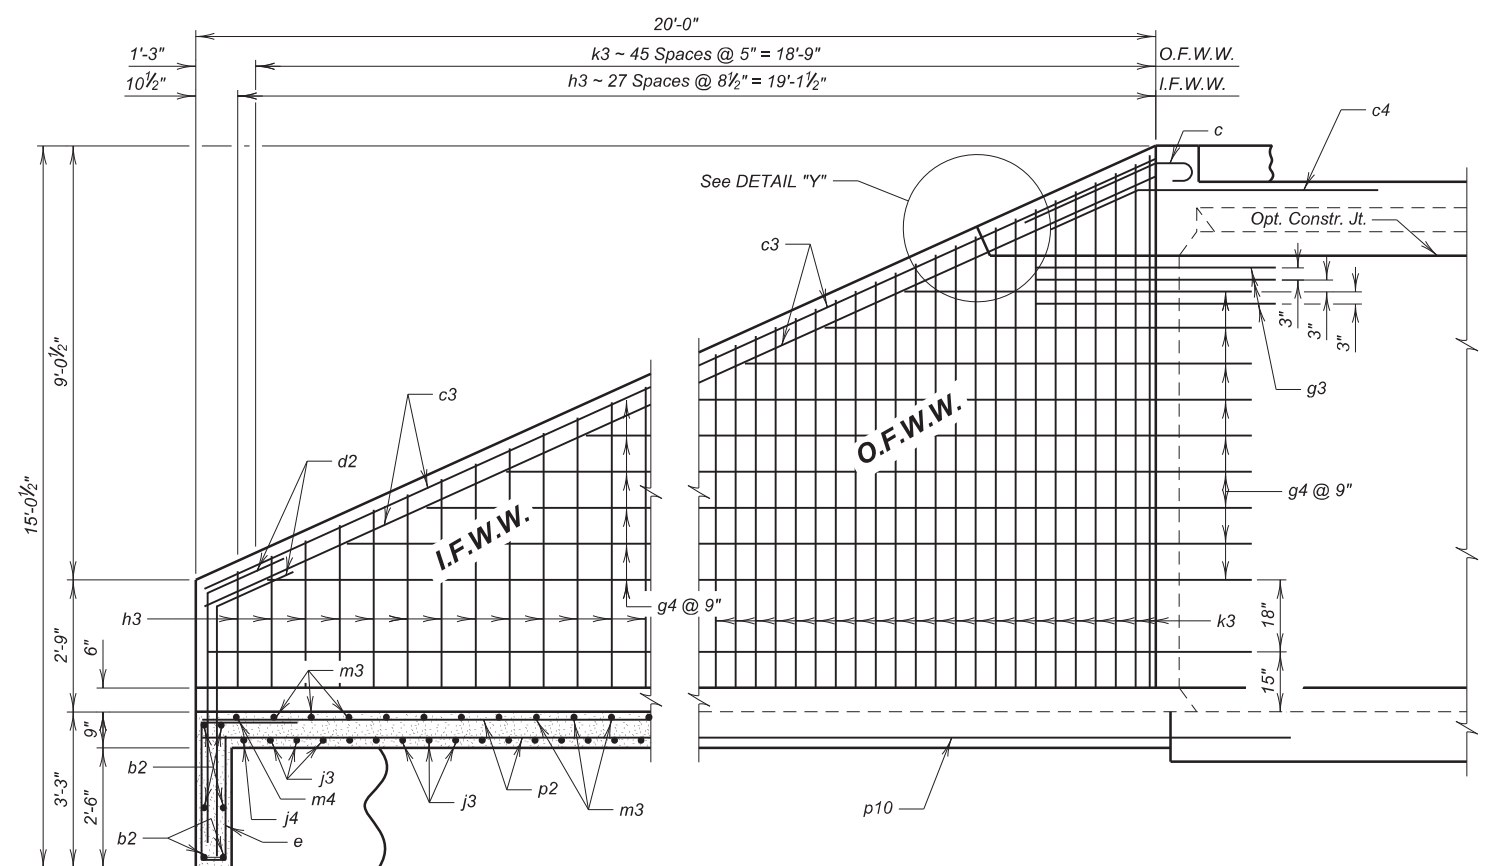 20'-0"
1'-3"
k3 ~ 45 Spaces @ 5" = 18'-9"
O.F.W.W.
10½"
h3 ~ 27 Spaces @ 8½" = 19'-1½"
I.F.W.W.
c4
c
See DETAIL "Y"
Opt. Constr. Jt.
c3
3"
3"
3"
9'-0½"
g3
c3
O.F.W.W.
d2
g4 @ 9"
15'-0½"
I.F.W.W.
g4 @ 9"
h3
k3
18"
2'-9"
6"
m3
15"
9"
b2
j3
m4
p2
j3
m3
p10
3'-3"
2'-6"
j4
b2
e